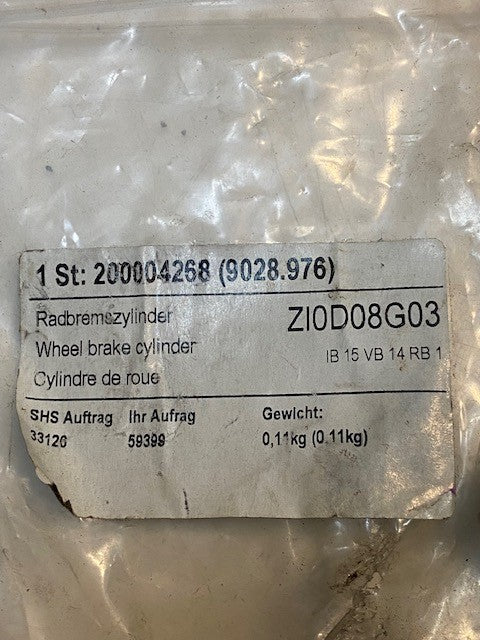 1 St: 200004268 (9028.976)
Radbremszylinder ZI0D08G03
Wheel brake cylinder IB 15 VB 14 RB 1
Cylindre de roue
SHS Auftrag Ihr Aufrag Gewicht:
33126 59399 0,11kg (0.11kg)